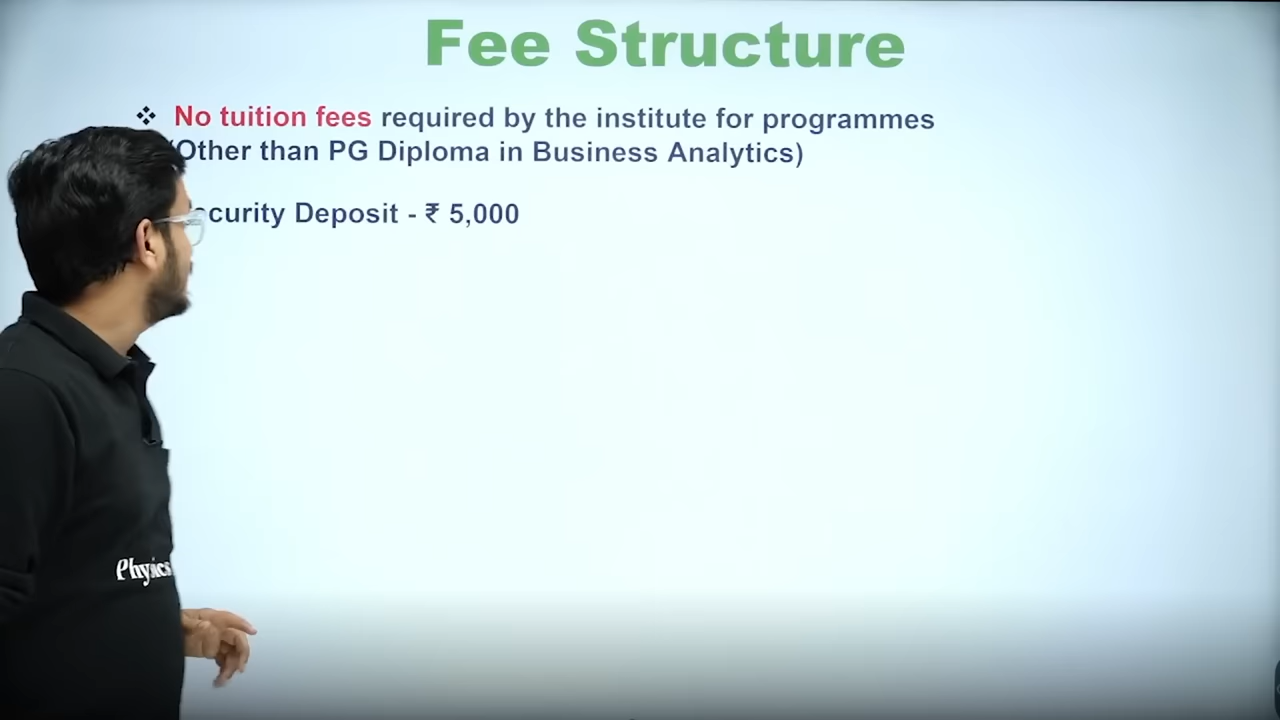 Fee Structure
❖ No tuition fees required by the institute for programmes
(Other than PG Diploma in Business Analytics)
Deposit - ₹ 5,000
Physics